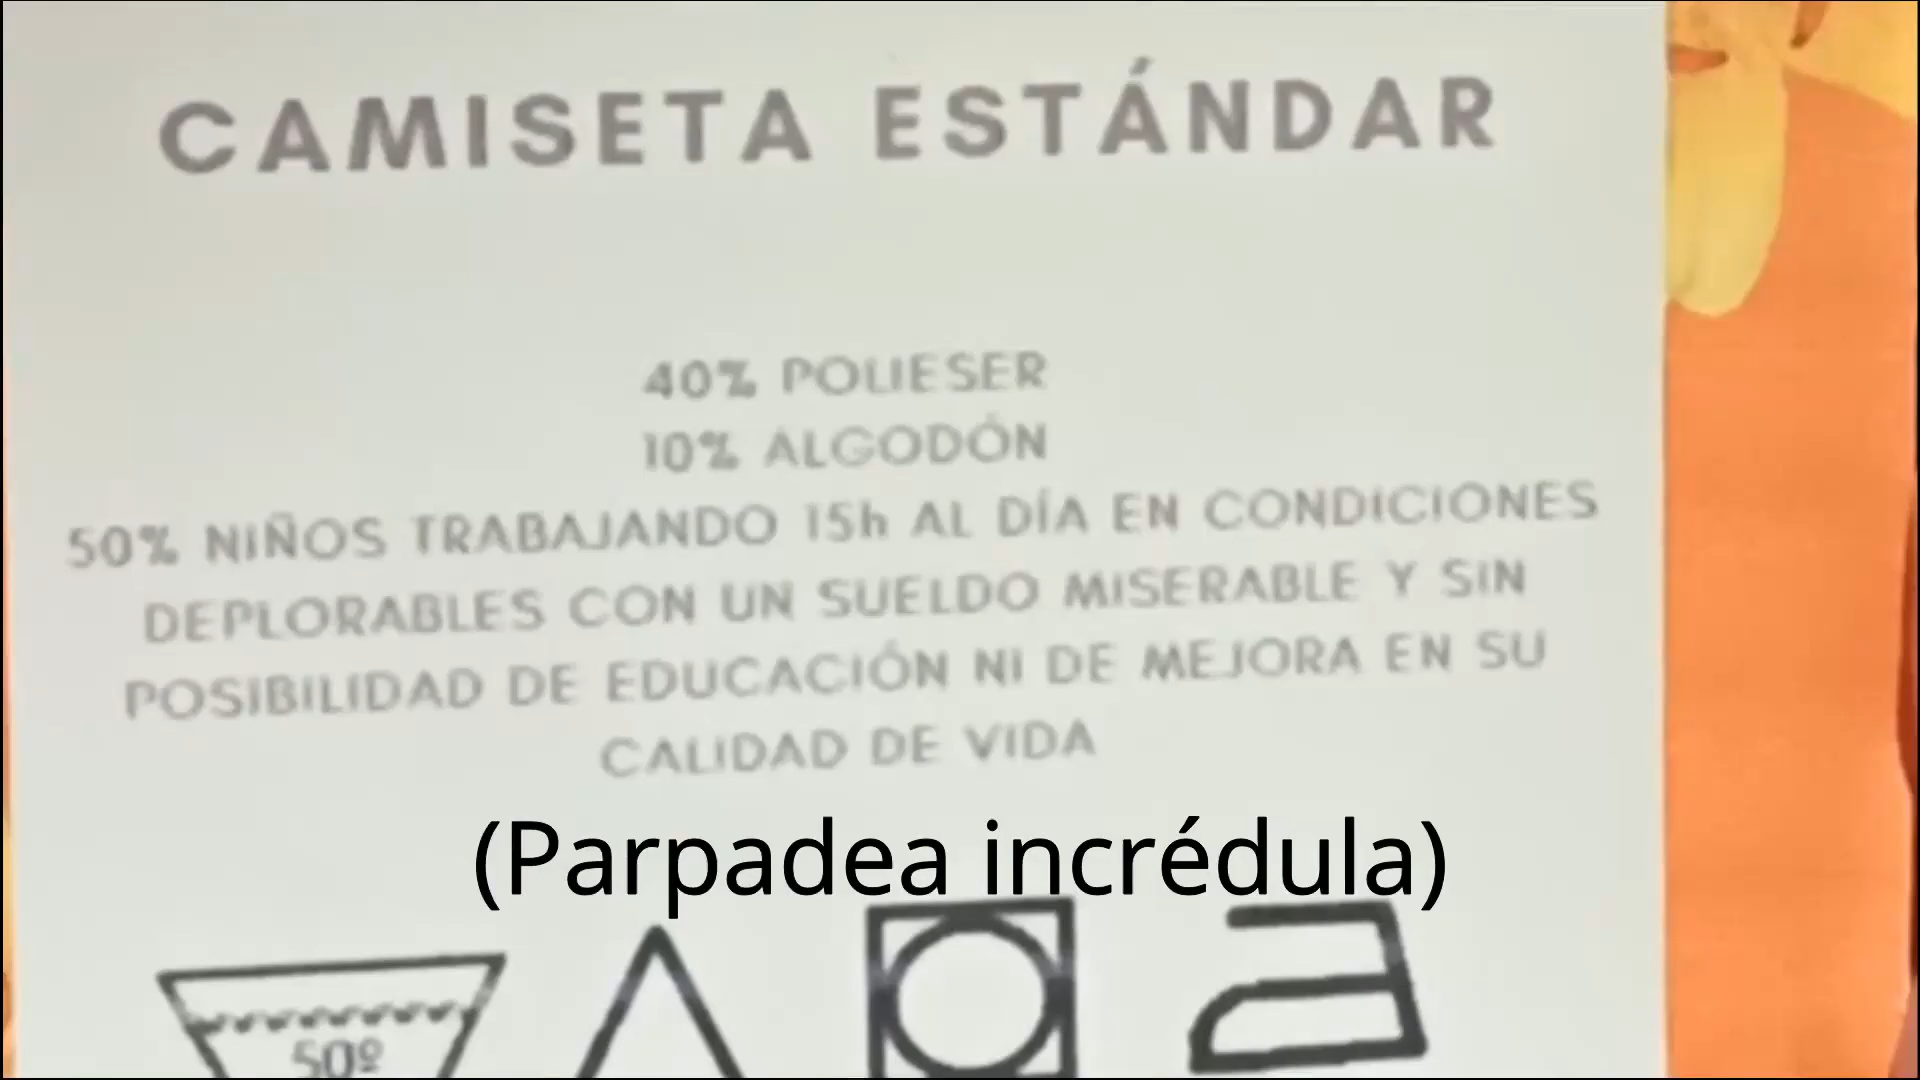 CAMISETA ESTÁNDAR
40% POLIESER
10% ALGODÓN
50% NIÑOS TRABAJANDO 15h AL DÍA EN CONDICIONES
DEPLORABLES CON UN SUELDO MISERABLE Y SIN
POSIBILIDAD DE EDUCACIÓN NI DE MEJORA EN SU
CALIDAD DE VIDA
(Parpadea incrédula)
50º